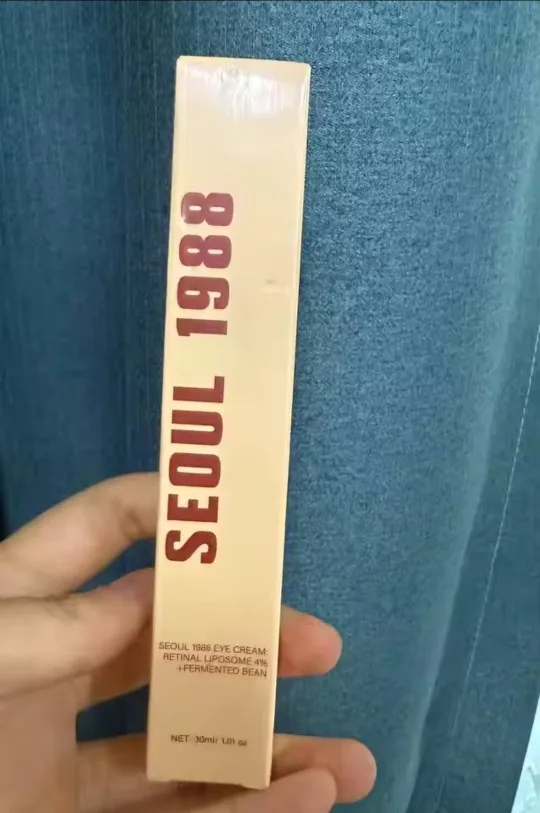 SEOUL 1988
SEOUL 1988 EYE CREAM:
RETINAL LIPOSOME 4%
+FERMENTED BEAN
NET. 30ml/ 1.01 oz